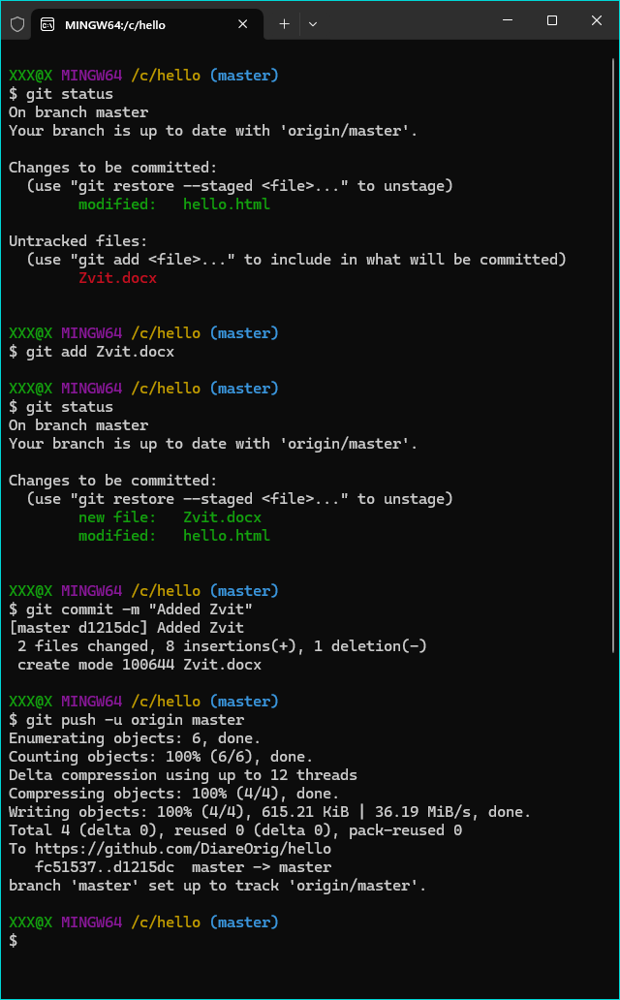 MINGW64:/c/hello
XXX@X MINGW64 /c/hello (master)
$ git status
On branch master
Your branch is up to date with 'origin/master'.
Changes to be committed:
  (use "git restore --staged <file>..." to unstage)
        modified:   hello.html
Untracked files:
  (use "git add <file>..." to include in what will be committed)
        Zvit.docx
XXX@X MINGW64 /c/hello (master)
$ git add Zvit.docx
XXX@X MINGW64 /c/hello (master)
$ git status
On branch master
Your branch is up to date with 'origin/master'.
Changes to be committed:
  (use "git restore --staged <file>..." to unstage)
        new file:   Zvit.docx
        modified:   hello.html
XXX@X MINGW64 /c/hello (master)
$ git commit -m "Added Zvit"
[master d1215dc] Added Zvit
 2 files changed, 8 insertions(+), 1 deletion(-)
 create mode 100644 Zvit.docx
XXX@X MINGW64 /c/hello (master)
$ git push -u origin master
Enumerating objects: 6, done.
Counting objects: 100% (6/6), done.
Delta compression using up to 12 threads
Compressing objects: 100% (4/4), done.
Writing objects: 100% (4/4), 615.21 KiB | 36.19 MiB/s, done.
Total 4 (delta 0), reused 0 (delta 0), pack-reused 0
To https://github.com/DiareOrig/hello
   fc51537..d1215dc  master -> master
branch 'master' set up to track 'origin/master'.
XXX@X MINGW64 /c/hello (master)
$